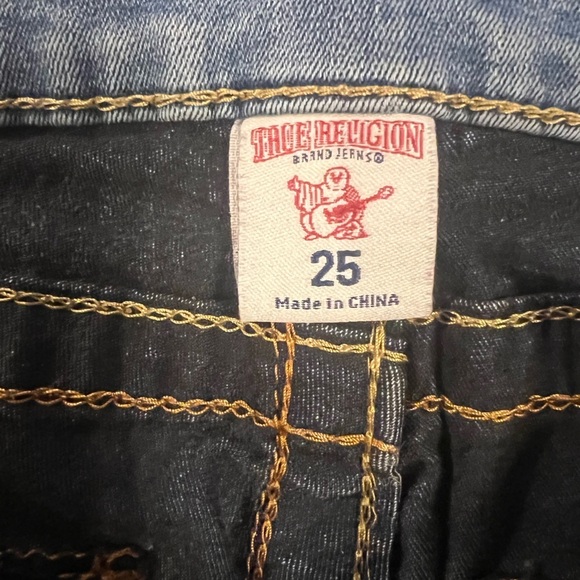 TRUE RELIGION
BRAND JEANS®
25
Made in CHINA